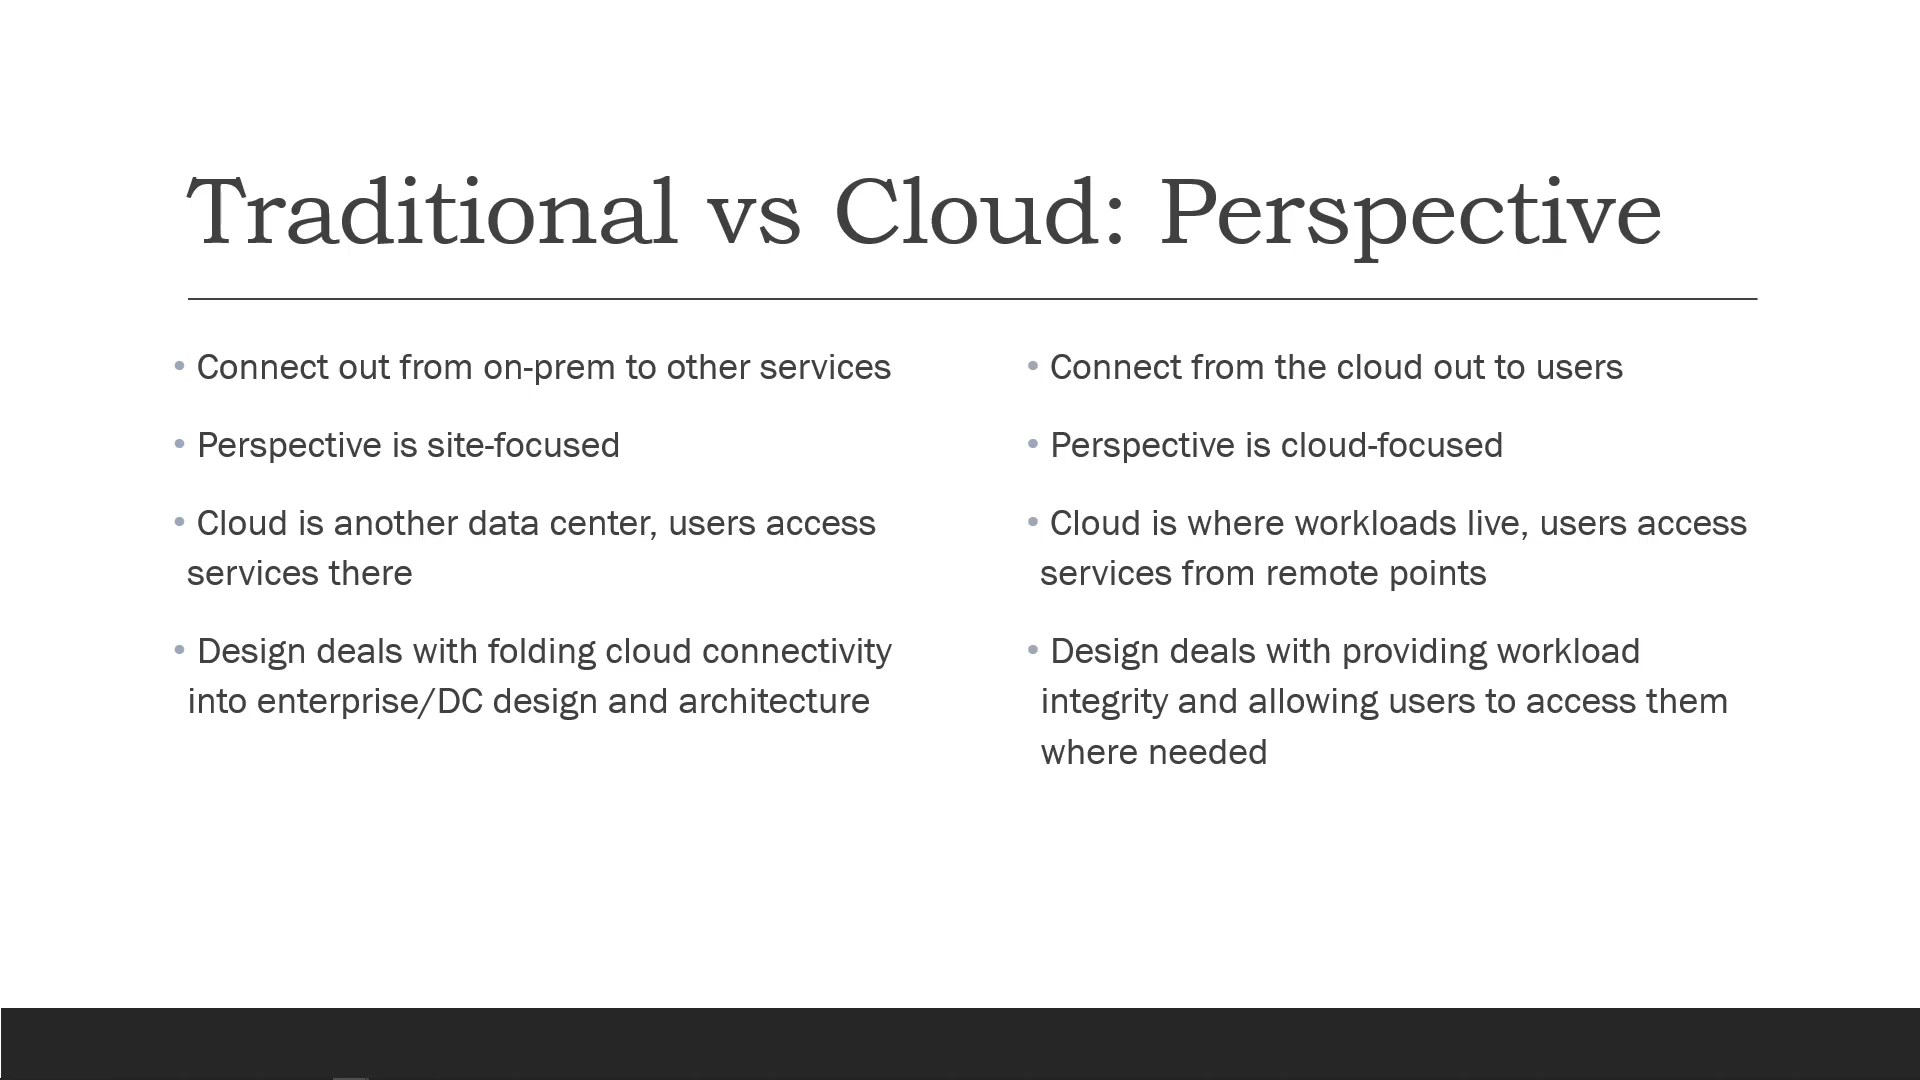 Traditional vs Cloud: Perspective
• Connect out from on-prem to other services
• Perspective is site-focused
• Cloud is another data center, users access
services there
• Design deals with folding cloud connectivity
into enterprise/DC design and architecture
• Connect from the cloud out to users
• Perspective is cloud-focused
• Cloud is where workloads live, users access
services from remote points
• Design deals with providing workload
integrity and allowing users to access them
where needed